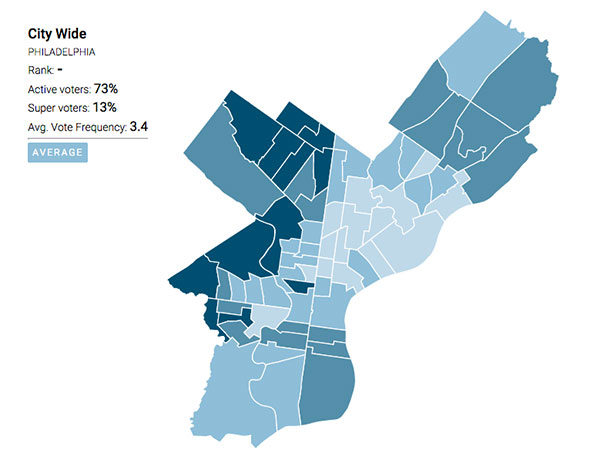 City Wide
PHILADELPHIA
Rank: -
Active voters: 73%
Super voters: 13%
Avg. Vote Frequency: 3.4
AVERAGE